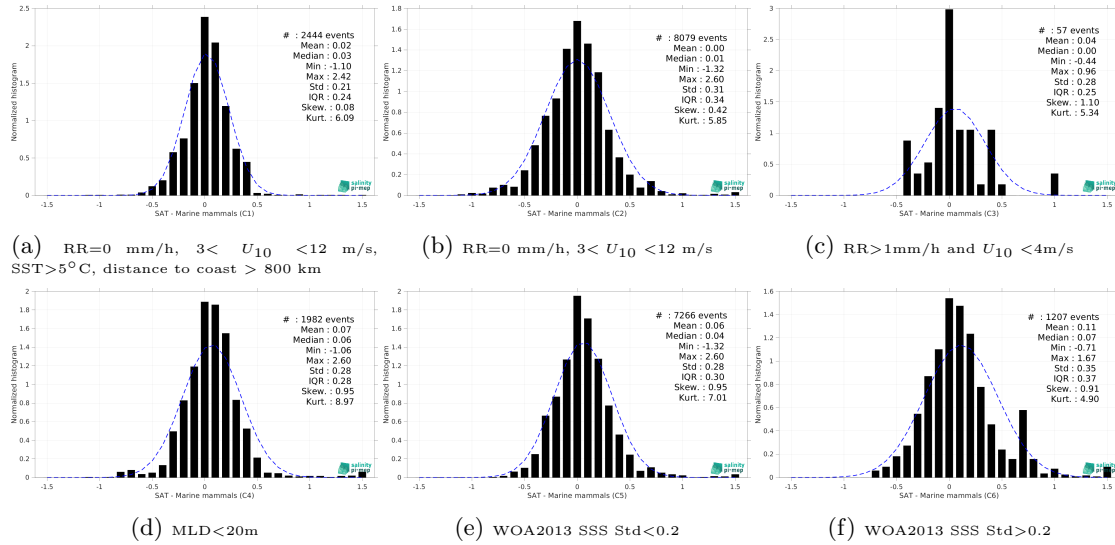 2.5
2
1.5
1
0.5
0
Normalized histogram
# : 2444 events
Mean : 0.02
Median : 0.03
Min : -1.10
Max : 2.42
Std : 0.21
IQR : 0.24
Skew. : 0.08
Kurt. : 6.09
salinity
pi-mep
-1.5 -1 -0.5 0 0.5 1 1.5
SAT - Marine mammals (C1)
(a) RR=0 mm/h, 3< U10 <12 m/s,
SST>5°C, distance to coast > 800 km
1.8
1.6
1.4
1.2
1
0.8
0.6
0.4
0.2
0
Normalized histogram
# : 8079 events
Mean : 0.00
Median : 0.01
Min : -1.32
Max : 2.60
Std : 0.31
IQR : 0.34
Skew. : 0.42
Kurt. : 5.85
salinity
pi-mep
-1.5 -1 -0.5 0 0.5 1 1.5
SAT - Marine mammals (C2)
(b) RR=0 mm/h, 3< U10 <12 m/s
3
2.5
2
1.5
1
0.5
0
Normalized histogram
# : 57 events
Mean : 0.04
Median : 0.00
Min : -0.44
Max : 0.96
Std : 0.28
IQR : 0.25
Skew. : 1.10
Kurt. : 5.34
salinity
pi-mep
-1.5 -1 -0.5 0 0.5 1 1.5
SAT - Marine mammals (C3)
(c) RR>1mm/h and U10 <4m/s
2
1.8
1.6
1.4
1.2
1
0.8
0.6
0.4
0.2
0
Normalized histogram
# : 1982 events
Mean : 0.07
Median : 0.06
Min : -1.06
Max : 2.60
Std : 0.28
IQR : 0.28
Skew. : 0.95
Kurt. : 8.97
salinity
pi-mep
-1.5 -1 -0.5 0 0.5 1 1.5
SAT - Marine mammals (C4)
(d) MLD<20m
2
1.8
1.6
1.4
1.2
1
0.8
0.6
0.4
0.2
0
Normalized histogram
# : 7266 events
Mean : 0.06
Median : 0.04
Min : -1.32
Max : 2.60
Std : 0.28
IQR : 0.30
Skew. : 0.95
Kurt. : 7.01
salinity
pi-mep
-1.5 -1 -0.5 0 0.5 1 1.5
SAT - Marine mammals (C5)
(e) WOA2013 SSS Std<0.2
1.6
1.4
1.2
1
0.8
0.6
0.4
0.2
0
Normalized histogram
# : 1207 events
Mean : 0.11
Median : 0.07
Min : -0.71
Max : 1.67
Std : 0.35
IQR : 0.37
Skew. : 0.91
Kurt. : 4.90
salinity
pi-mep
-1.5 -1 -0.5 0 0.5 1 1.5
SAT - Marine mammals (C6)
(f) WOA2013 SSS Std>0.2